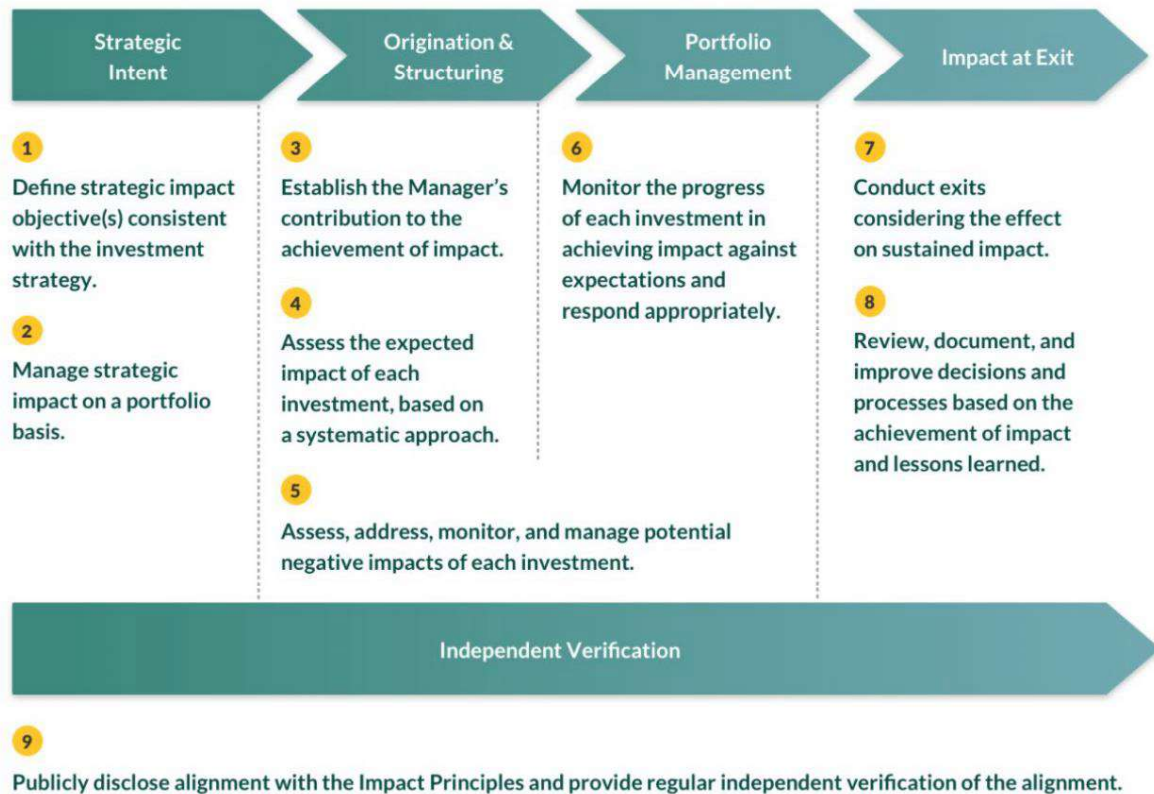 Strategic
Intent
Origination &
Structuring
Portfolio
Management
Impact at Exit
1
Define strategic impact
objective(s) consistent
with the investment
strategy.
2
Manage strategic
impact on a portfolio
basis.
3
Establish the Manager's
contribution to the
achievement of impact.
4
Assess the expected
impact of each
investment, based on
a systematic approach.
5
Assess, address, monitor, and manage potential
negative impacts of each investment.
6
Monitor the progress
of each investment in
achieving impact against
expectations and
respond appropriately.
7
Conduct exits
considering the effect
on sustained impact.
8
Review, document, and
improve decisions and
processes based on the
achievement of impact
and lessons learned.
Independent Verification
9
Publicly disclose alignment with the Impact Principles and provide regular independent verification of the alignment.